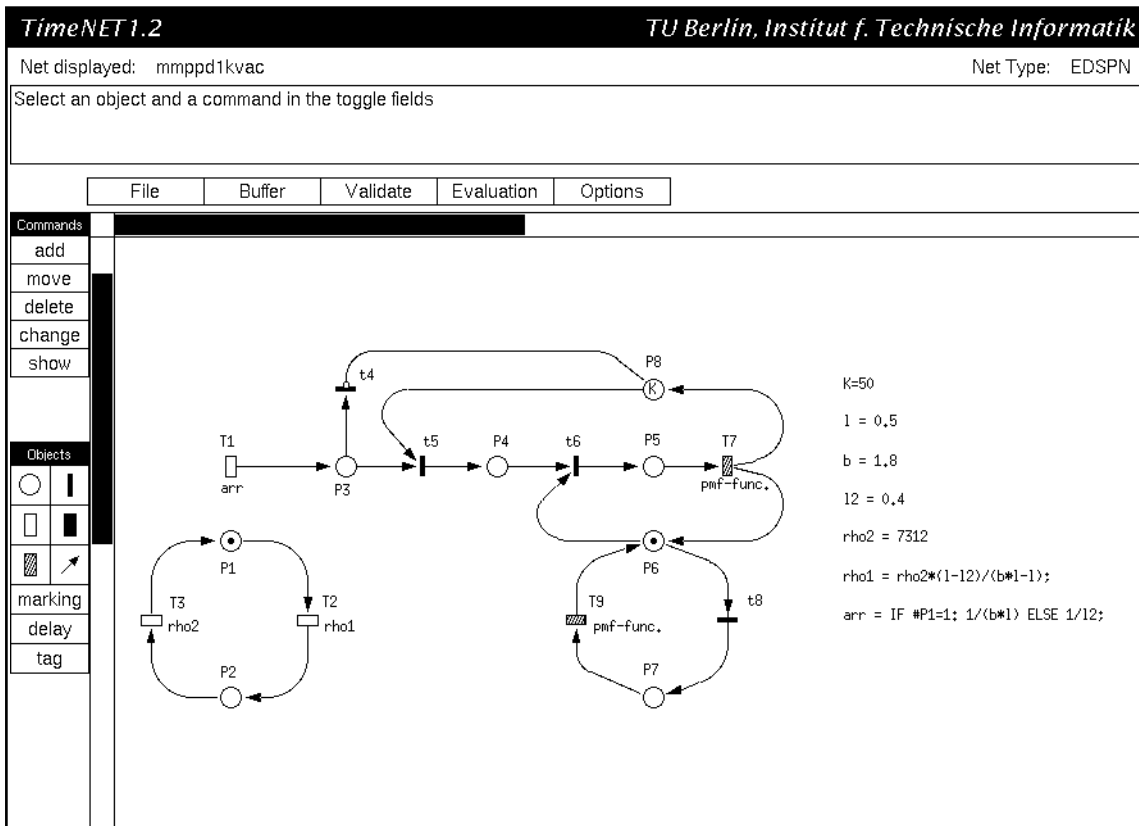 TimeNET1.2 TU Berlin, Institut f. Technische Informatik
Net displayed: mmppd1kvac Net Type: EDSPN
Select an object and a command in the toggle fields
File Buffer Validate Evaluation Options
Commands
add
move
delete
change
show
Objects
marking
delay
tag
P8
t4
K
T1 t5 P4 t6 P5 T7
arr P3 pmf-func.
P1 P6
T3 T2 T9 t8
rho2 rho1 pmf-func.
P2 P7
K=50
l = 0.5
b = 1.8
l2 = 0.4
rho2 = 7312
rho1 = rho2*(l-l2)/(b*l-l);
arr = IF #P1=1: 1/(b*l) ELSE 1/l2;